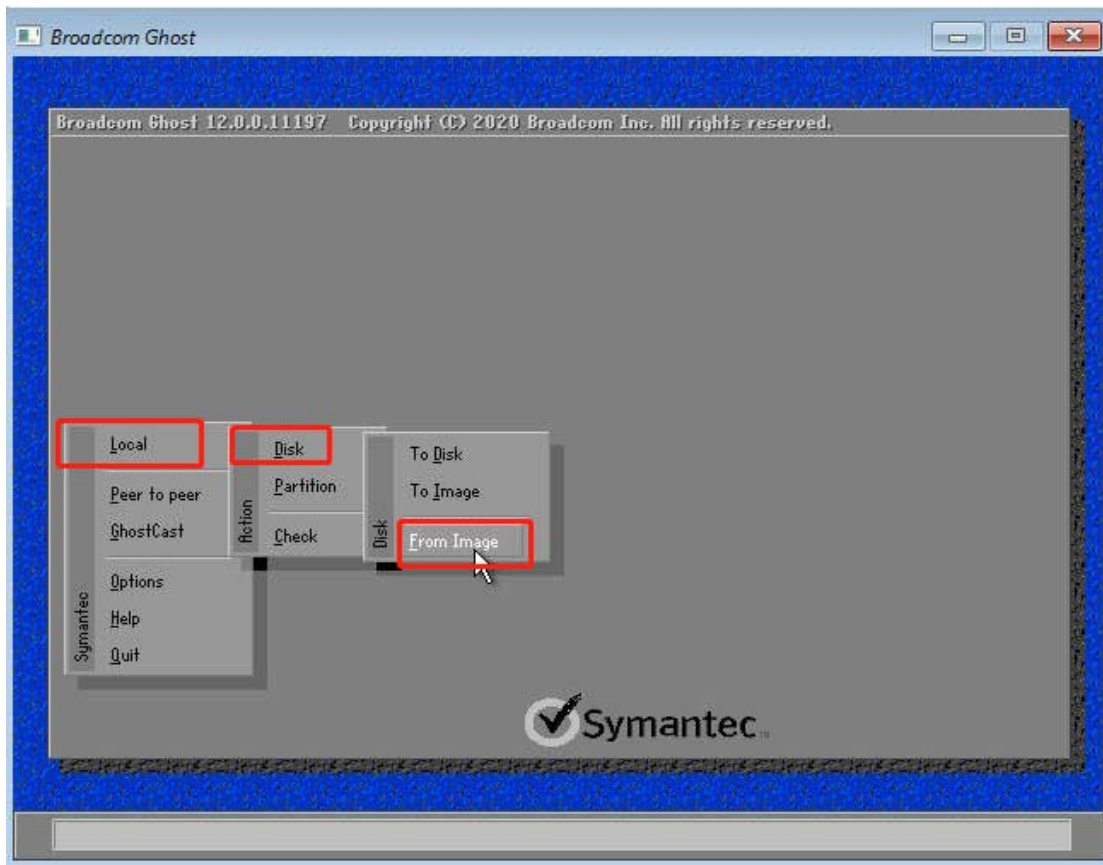 Broadcom Ghost
Broadcom Ghost 12.0.0.11197 Copyright (C) 2020 Broadcom Inc. All rights reserved.
Local
Peer to peer
GhostCast
Options
Help
Quit
Symantec
Disk
Partition
Check
Action
To Disk
To Image
From Image
Disk
Symantec